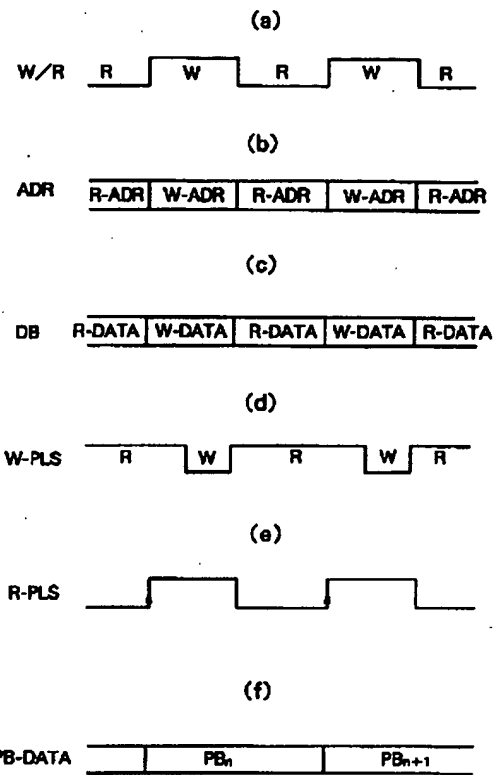 (a)
W/R R W R W R
(b)
ADR R-ADR W-ADR R-ADR W-ADR R-ADR
(c)
DB R-DATA W-DATA R-DATA W-DATA R-DATA
(d)
W-PLS R W R W R
(e)
R-PLS
(f)
PB-DATA PBn PBn+1